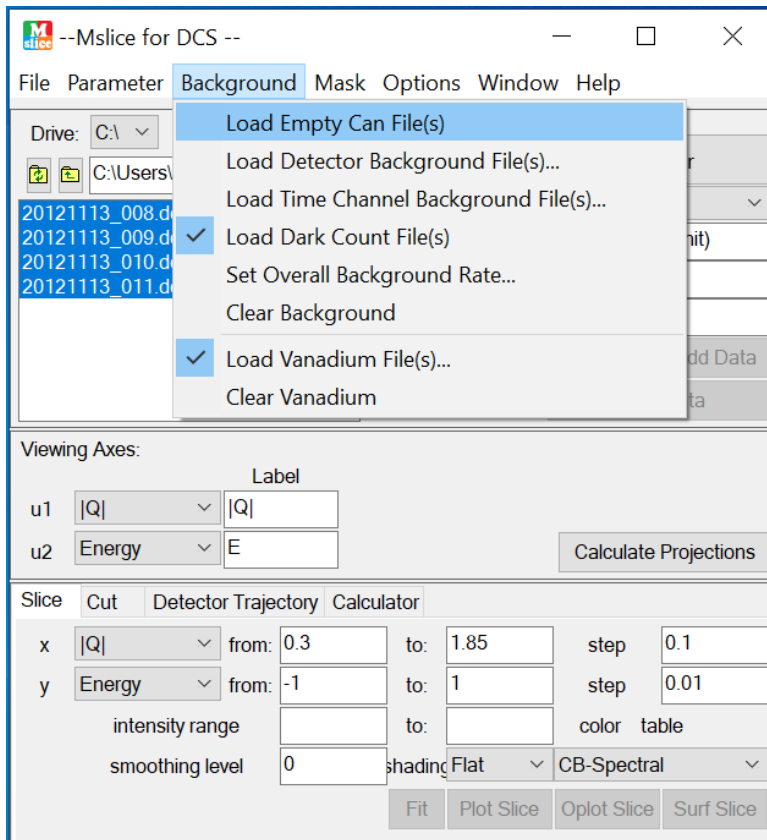 M slice --Mslice for DCS --
File Parameter Background Mask Options Window Help
Load Empty Can File(s)
Drive: C:\
Load Detector Background File(s)...
C:\Users\
Load Time Channel Background File(s)...
20121113_008.d
20121113_009.d
Load Dark Count File(s)
nit)
20121113_010.d
Set Overall Background Rate...
20121113_011.d
Clear Background
Load Vanadium File(s)...
dd Data
Clear Vanadium
ta
Viewing Axes:
Label
u1 |Q| |Q|
u2 Energy E Calculate Projections
Slice Cut Detector Trajectory Calculator
x |Q| from: 0.3 to: 1.85 step 0.1
y Energy from: -1 to: 1 step 0.01
intensity range to: color table
smoothing level 0 shading Flat CB-Spectral
Fit Plot Slice Oplot Slice Surf Slice